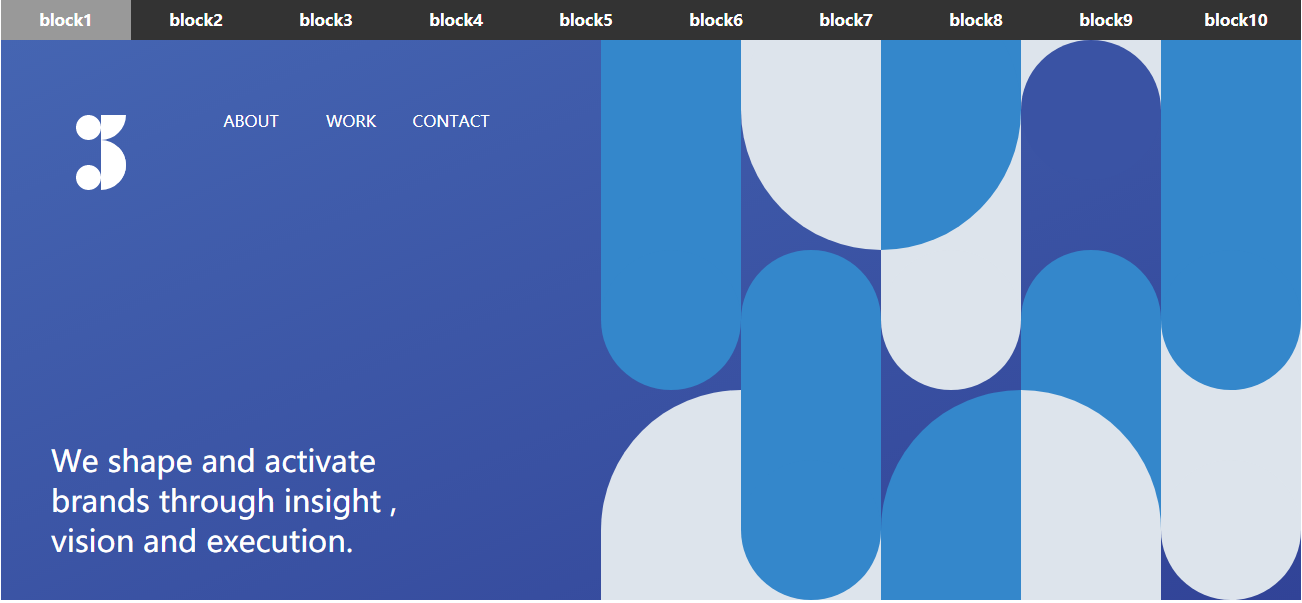 block1 block2 block3 block4 block5 block6 block7 block8 block9 block10
ABOUT WORK CONTACT
We shape and activate
brands through insight ,
vision and execution.